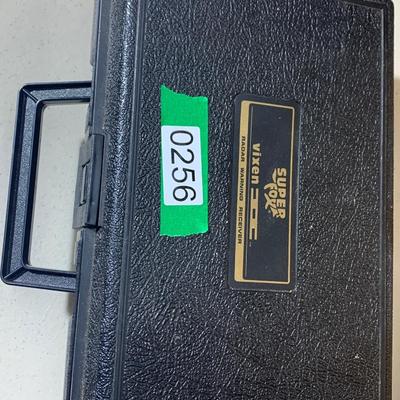 0256
SUPER
FOX
vixen
RADAR WARNING RECEIVER